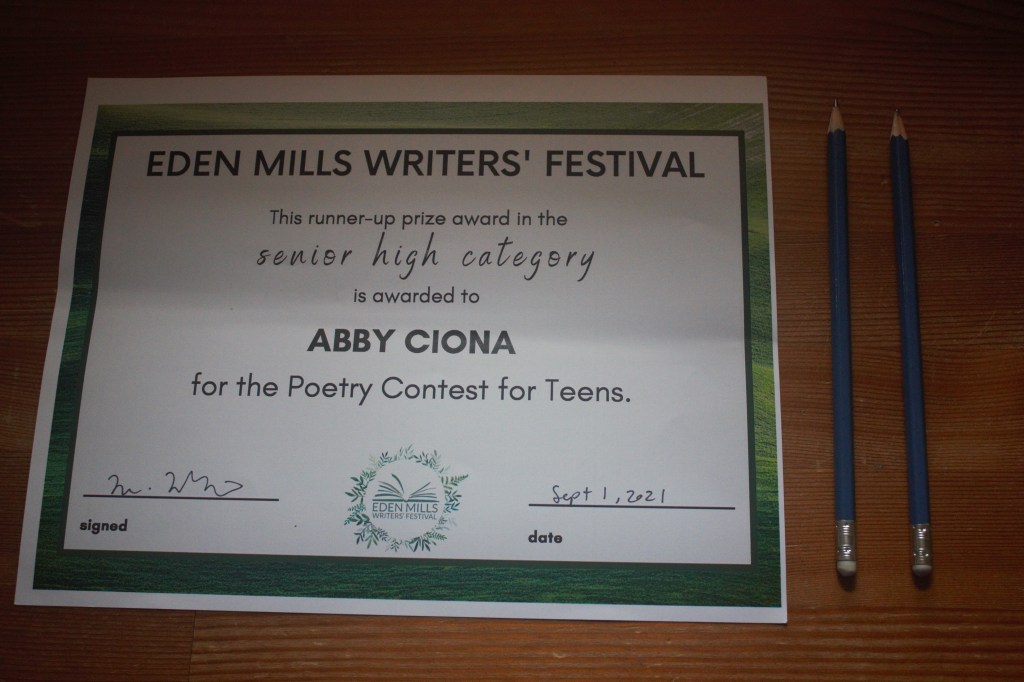 EDEN MILLS WRITERS' FESTIVAL
This runner-up prize award in the
senior high category
is awarded to
ABBY CIONA
for the Poetry Contest for Teens.
Sept 1, 2021
signed
EDEN MILLS
WRITERS' FESTIVAL
date